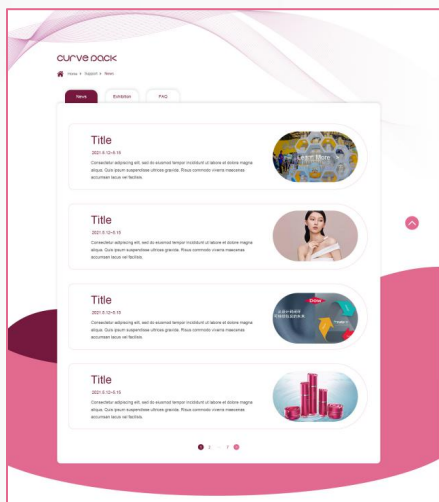 curve pack
Home > Support > News
News
Exhibition
FAQ
Title
2021.5.12-5.15
Consectetur adipiscing elit, sed do eiusmod tempor incididunt ut labore et dolore magna
aliqua. Quis ipsum suspendisse ultrices gravida. Risus commodo viverra maecenas
accumsan lacus vel facilisis.
Learn More
Title
2021.5.12-5.15
Consectetur adipiscing elit, sed do eiusmod tempor incididunt ut labore et dolore magna
aliqua. Quis ipsum suspendisse ultrices gravida. Risus commodo viverra maecenas
accumsan lacus vel facilisis.
Title
2021.5.12-5.15
Consectetur adipiscing elit, sed do eiusmod tempor incididunt ut labore et dolore magna
aliqua. Quis ipsum suspendisse ultrices gravida. Risus commodo viverra maecenas
accumsan lacus vel facilisis.
Dow
Title
2021.5.12-5.15
Consectetur adipiscing elit, sed do eiusmod tempor incididunt ut labore et dolore magna
aliqua. Quis ipsum suspendisse ultrices gravida. Risus commodo viverra maecenas
accumsan lacus vel facilisis.
2 ··· 7